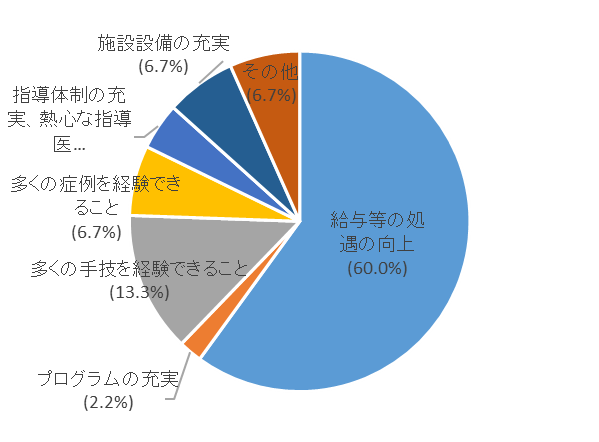 施設設備の充実
(6.7%)
その他
(6.7%)
指導体制の充
実、熱心な指導
医...
多くの症例を経験でき
ること
(6.7%)
給与等の処
遇の向上
(60.0%)
多くの手技を経験できること
(13.3%)
プログラムの充実
(2.2%)